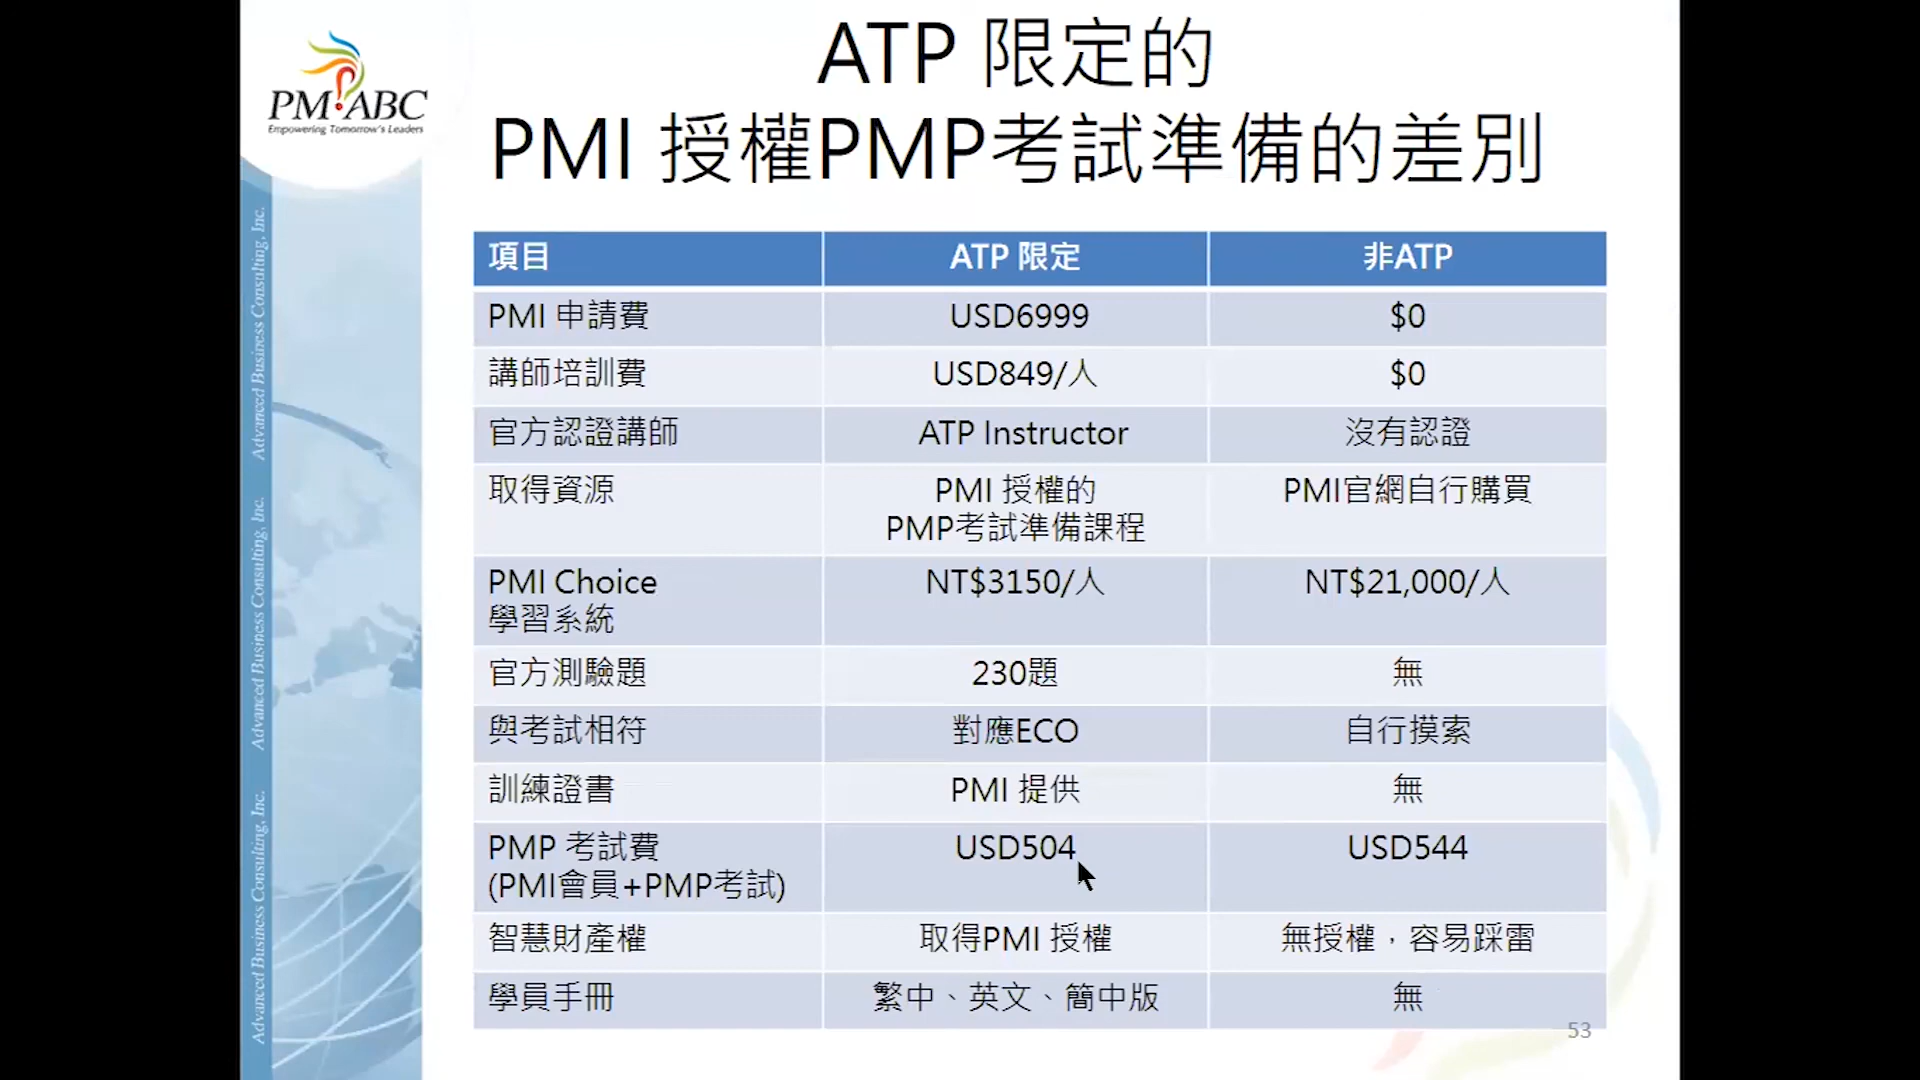 PM ABC
Empowering Tomorrow's Leaders
Advanced Business Consulting, Inc.
Advanced Business Consulting, Inc.
Advanced Business Consulting, Inc.
ATP 限定的
PMI 授權PMP考試準備的差別
項目 ATP 限定 非ATP
PMI 申請費 USD6999 $0
講師培訓費 USD849/人 $0
官方認證講師 ATP Instructor 沒有認證
取得資源 PMI 授權的 PMI官網自行購買
PMP考試準備課程
PMI Choice NT$3150/人 NT$21,000/人
學習系統
官方測驗題 230題 無
與考試相符 對應ECO 自行摸索
訓練證書 PMI 提供 無
PMP 考試費 USD504 USD544
(PMI會員+PMP考試)
智慧財產權 取得PMI 授權 無授權，容易踩雷
學員手冊 繁中、英文、簡中版 無
53